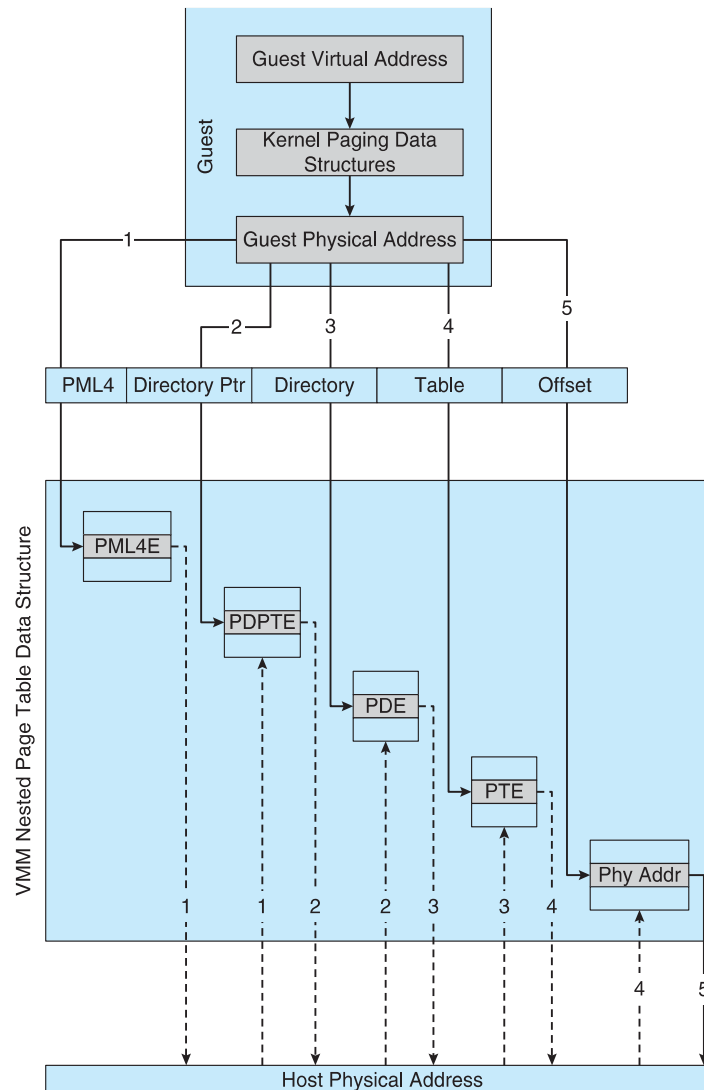 Guest Virtual Address
Kernel Paging Data
Structures
Guest
Guest Physical Address
1
2
3
4
5
PML4
Directory Ptr
Directory
Table
Offset
VMM Nested Page Table Data Structure
PML4E
PDPTE
PDE
PTE
Phy Addr
1
1
2
2
3
3
4
4
5
Host Physical Address